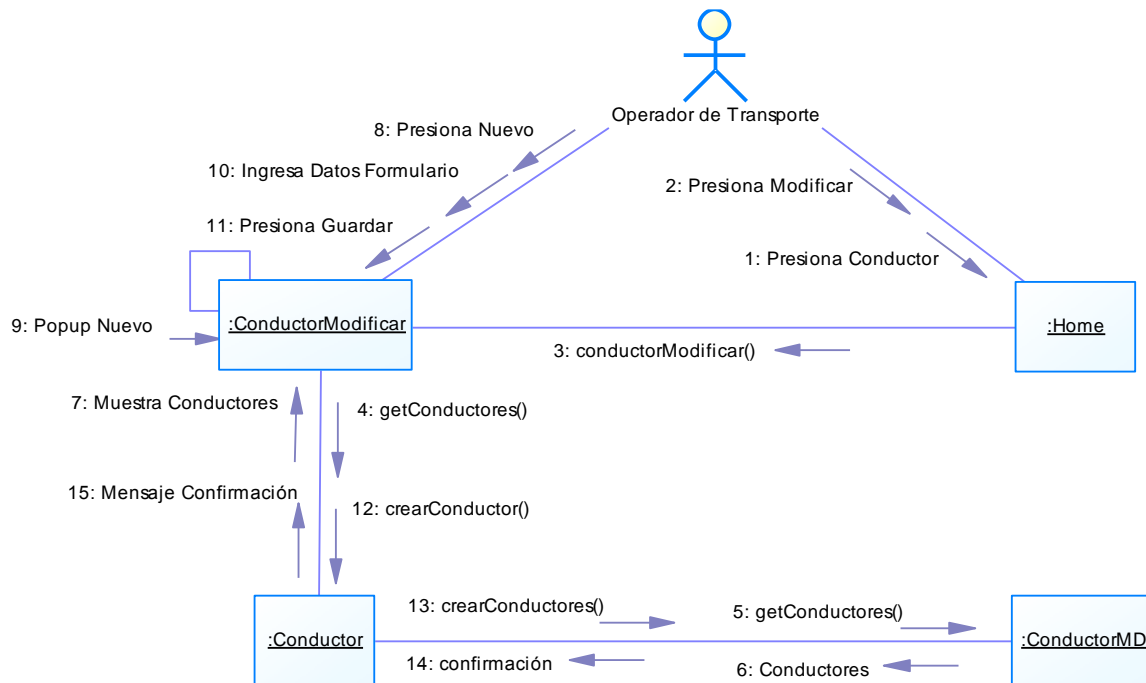 Operador de Transporte
8: Presiona Nuevo
10: Ingresa Datos Formulario
2: Presiona Modificar
11: Presiona Guardar
1: Presiona Conductor
9: Popup Nuevo
:ConductorModificar
:Home
3: conductorModificar()
7: Muestra Conductores
4: getConductores()
15: Mensaje Confirmación
12: crearConductor()
13: crearConductores()
5: getConductores()
:Conductor
:ConductorMD
14: confirmación
6: Conductores